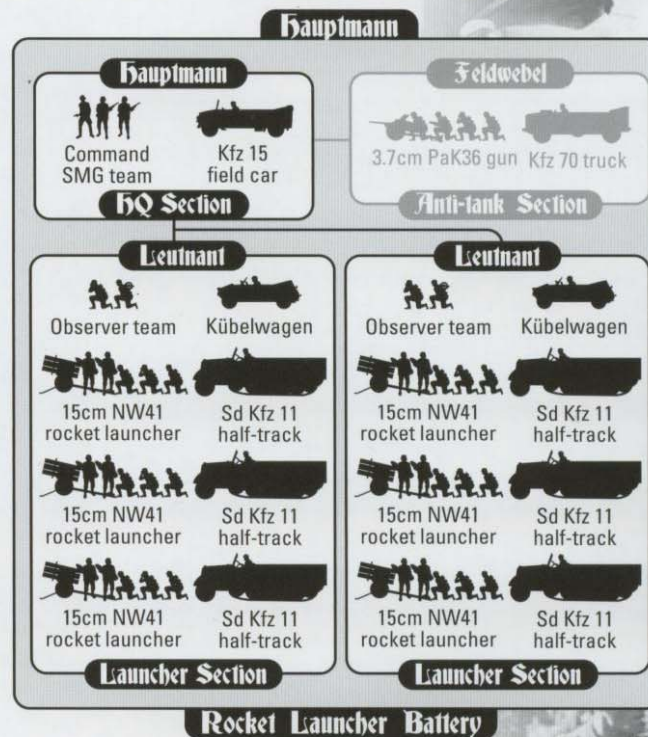 Hauptmann
Hauptmann
Command
SMG team
Kfz 15
field car
HQ Section
Feldwebel
3.7cm PaK36 gun
Kfz 70 truck
Anti-tank Section
Leutnant
Observer team
Kübelwagen
15cm NW41
rocket launcher
Sd Kfz 11
half-track
15cm NW41
rocket launcher
Sd Kfz 11
half-track
15cm NW41
rocket launcher
Sd Kfz 11
half-track
Launcher Section
Leutnant
Observer team
Kübelwagen
15cm NW41
rocket launcher
Sd Kfz 11
half-track
15cm NW41
rocket launcher
Sd Kfz 11
half-track
15cm NW41
rocket launcher
Sd Kfz 11
half-track
Launcher Section
Rocket Launcher Battery